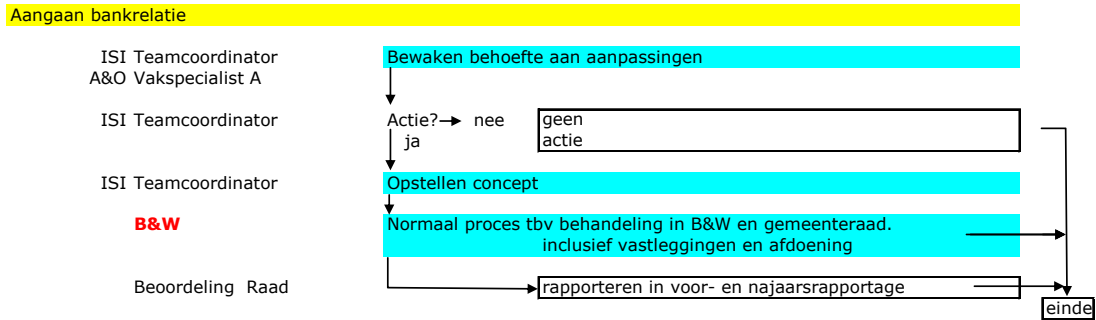 Aangaan bankrelatie
ISI Teamcoordinator Bewaken behoefte aan aanpassingen
A&O Vakspecialist A
ISI Teamcoordinator Actie? nee geen
ja actie
ISI Teamcoordinator Opstellen concept
B&W Normaal proces tbv behandeling in B&W en gemeenteraad.
inclusief vastleggingen en afdoening
Beoordeling Raad rapporteren in voor- en najaarsrapportage
einde